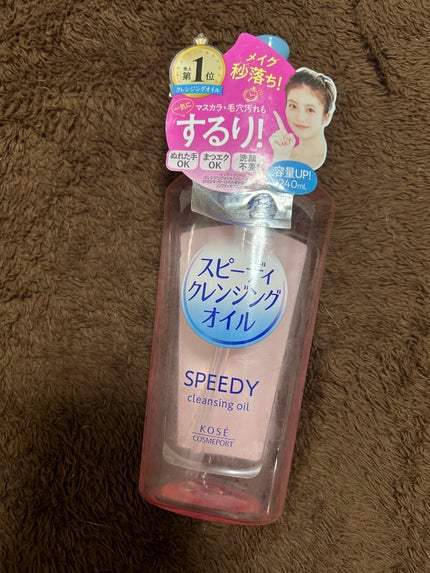 メイク
秒落ち!
売上
第1位
クレンジングオイル
一気に
マスカラ・毛穴汚れも
するり!
ぬれた手
OK
まつエク
OK
洗顔
不要
容量UP!
240mL
スピーディ
クレンジング
オイル
SPEEDY
cleansing oil
KOSÉ
COSMEPORT